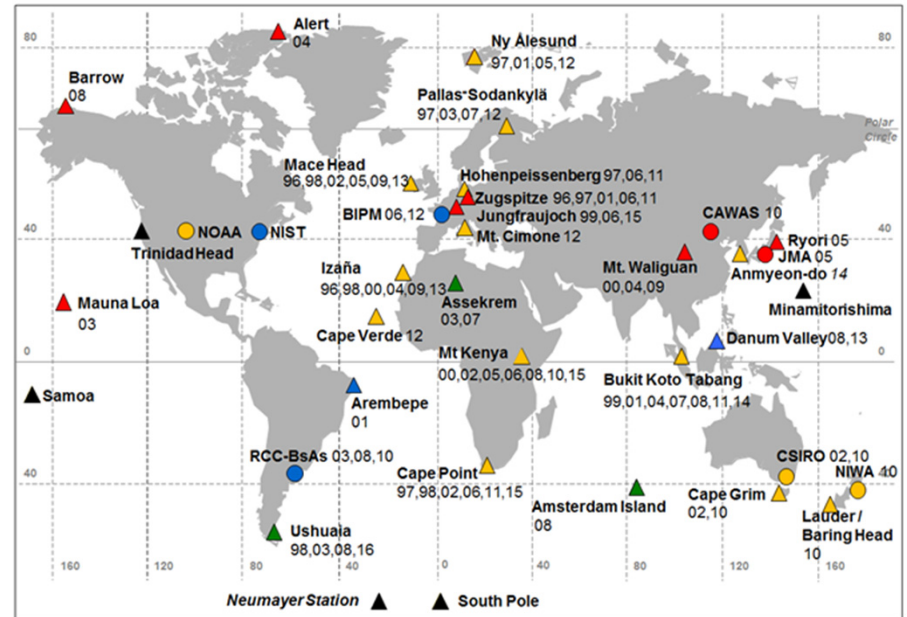 Alert
04
80
Ny Ålesund
97,01,05,12
Barrow
08
Pallas-Sodankylä
97,03,07,12
Polar
Circle
Mace Head
96,98,02,05,09,13
Hohenpeissenberg 97,06,11
Zugspitze 96,97,01,06,11
BIPM 06,12
Jungfraujoch 99,06,15
CAWAS 10
NOAA
NIST
Mt. Cimone 12
Ryori 05
40
40
JMA 05
Trinidad Head
Izaña
96,98,00,04,09,13
Mt. Waliguan
00,04,09
Anmyeon-do 14
Mauna Loa
03
Assekrem
03,07
Minamitorishima
Cape Verde 12
Danum Valley08,13
Mt Kenya
00,02,05,06,08,10,15
0
0
Bukit Koto Tabang
99,01,04,07,08,11,14
Samoa
Arembepe
01
RCC-BsAs 03,08,10
CSIRO 02,10
Cape Point
97,98,02,06,11,15
NIWA 10
40
Cape Grim
02,10
Amsterdam Island
08
Lauder /
Baring Head
10
Ushuaia
98,03,08,16
160 120 80 40 0 40 80 120 160
Neumayer Station
South Pole